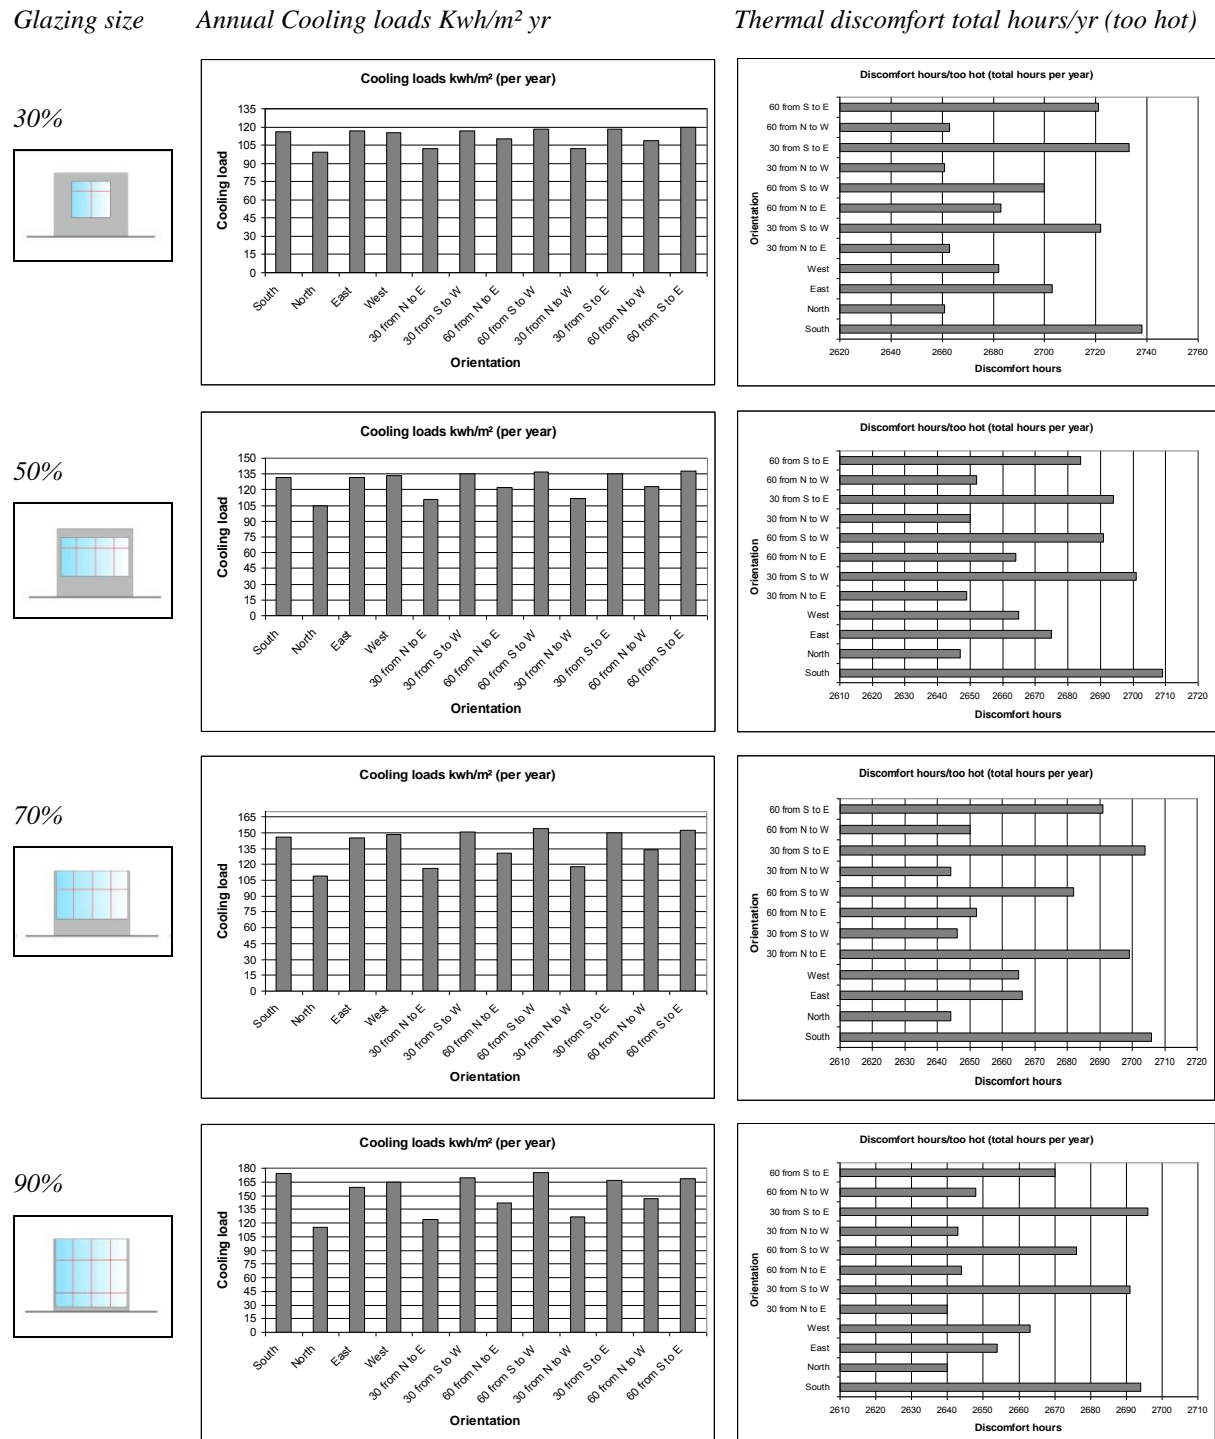 Glazing size Annual Cooling loads Kwh/m² yr Thermal discomfort total hours/yr (too hot)
30%
Cooling loads kwh/m² (per year)
Cooling load
135
120
105
90
75
60
45
30
15
0
South
North
East
West
30 from N to E
30 from S to W
60 from N to E
60 from S to W
30 from N to W
30 from S to E
60 from N to W
60 from S to E
Orientation
Discomfort hours/too hot (total hours per year)
Orientation
60 from S to E
60 from N to W
30 from S to E
30 from N to W
60 from S to W
60 from N to E
30 from S to W
30 from N to E
West
East
North
South
2620 2640 2660 2680 2700 2720 2740 2760
Discomfort hours
50%
Cooling loads kwh/m² (per year)
Cooling load
150
135
120
105
90
75
60
45
30
15
0
South
North
East
West
30 from N to E
30 from S to W
60 from N to E
60 from S to W
30 from N to W
30 from S to E
60 from N to W
60 from S to E
Orientation
Discomfort hours/too hot (total hours per year)
Orientation
60 from S to E
60 from N to W
30 from S to E
30 from N to W
60 from S to W
60 from N to E
30 from S to W
30 from N to E
West
East
North
South
2610 2620 2630 2640 2650 2660 2670 2680 2690 2700 2710 2720
Discomfort hours
70%
Cooling loads kwh/m² (per year)
Cooling load
165
150
135
120
105
90
75
60
45
30
15
0
South
North
East
West
30 from N to E
30 from S to W
60 from N to E
60 from S to W
30 from N to W
30 from S to E
60 from N to W
60 from S to E
Orientation
Discomfort hours/too hot (total hours per year)
Orientation
60 from S to E
60 from N to W
30 from S to E
30 from N to W
60 from S to W
60 from N to E
30 from S to W
30 from N to E
West
East
North
South
2610 2620 2630 2640 2650 2660 2670 2680 2690 2700 2710 2720
Discomfort hours
90%
Cooling loads kwh/m² (per year)
Cooling load
180
165
150
135
120
105
90
75
60
45
30
15
0
South
North
East
West
30 from N to E
30 from S to W
60 from N to E
60 from S to W
30 from N to W
30 from S to E
60 from N to W
60 from S to E
Orientation
Discomfort hours/too hot (total hours per year)
Orientation
60 from S to E
60 from N to W
30 from S to E
30 from N to W
60 from S to W
60 from N to E
30 from S to W
30 from N to E
West
East
North
South
2610 2620 2630 2640 2650 2660 2670 2680 2690 2700 2710
Discomfort hours